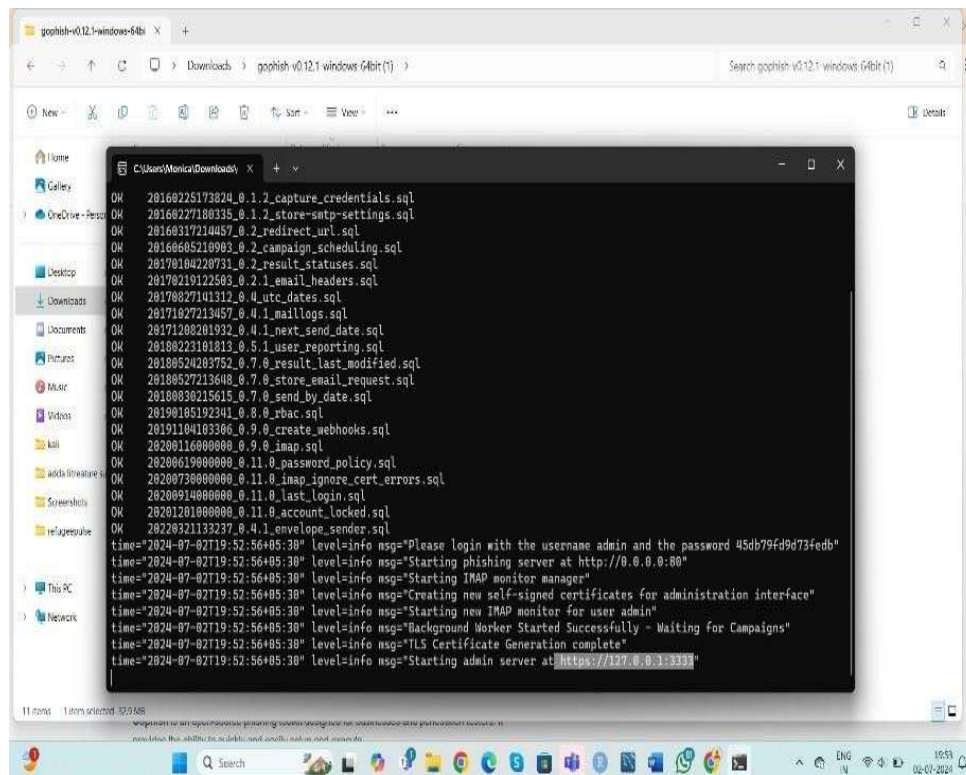 gophish-v0.12.1-windows-64bi
Downloads > gophish-v0.12.1-windows-64bit (1) >
Search gophish-v0.12.1-windows-64bit (1)
New
Sort
View
Details
Home
Gallery
OneDrive - Perso
Desktop
Downloads
Documents
Pictures
Music
Videos
kali
adda litreature s
Screenshots
refugeepulse
This PC
Network
C:\Users\Monica\Downloads\
OK 20160225173824_0.1.2_capture_credentials.sql
OK 20160227180335_0.1.2_store-smtp-settings.sql
OK 20160317214457_0.2_redirect_url.sql
OK 20160605210903_0.2_campaign_scheduling.sql
OK 20170104220731_0.2_result_statuses.sql
OK 20170219122503_0.2.1_email_headers.sql
OK 20170827141312_0.4_utc_dates.sql
OK 20171027213457_0.4.1_maillogs.sql
OK 20171208201932_0.4.1_next_send_date.sql
OK 20180223101813_0.5.1_user_reporting.sql
OK 20180524203752_0.7.0_result_last_modified.sql
OK 20180527213648_0.7.0_store_email_request.sql
OK 20180830215615_0.7.0_send_by_date.sql
OK 20190105192341_0.8.0_rbac.sql
OK 20191104103306_0.9.0_create_webhooks.sql
OK 20200116000000_0.9.0_imap.sql
OK 20200619000000_0.11.0_password_policy.sql
OK 20200730000000_0.11.0_imap_ignore_cert_errors.sql
OK 20200914000000_0.11.0_last_login.sql
OK 20201201000000_0.11.0_account_locked.sql
OK 20220321133237_0.4.1_envelope_sender.sql
time="2024-07-02T19:52:56+05:30" level=info msg="Please login with the username admin and the password 45db79fd9d73fedb"
time="2024-07-02T19:52:56+05:30" level=info msg="Starting phishing server at http://0.0.0.0:80"
time="2024-07-02T19:52:56+05:30" level=info msg="Starting IMAP monitor manager"
time="2024-07-02T19:52:56+05:30" level=info msg="Creating new self-signed certificates for administration interface"
time="2024-07-02T19:52:56+05:30" level=info msg="Starting new IMAP monitor for user admin"
time="2024-07-02T19:52:56+05:30" level=info msg="Background Worker Started Successfully - Waiting for Campaigns"
time="2024-07-02T19:52:56+05:30" level=info msg="TLS Certificate Generation complete"
time="2024-07-02T19:52:56+05:30" level=info msg="Starting admin server at https://127.0.0.1:3333"
11 items 1 item selected 32.9 MB
Search
ENG
IN
19:53
02-07-2024